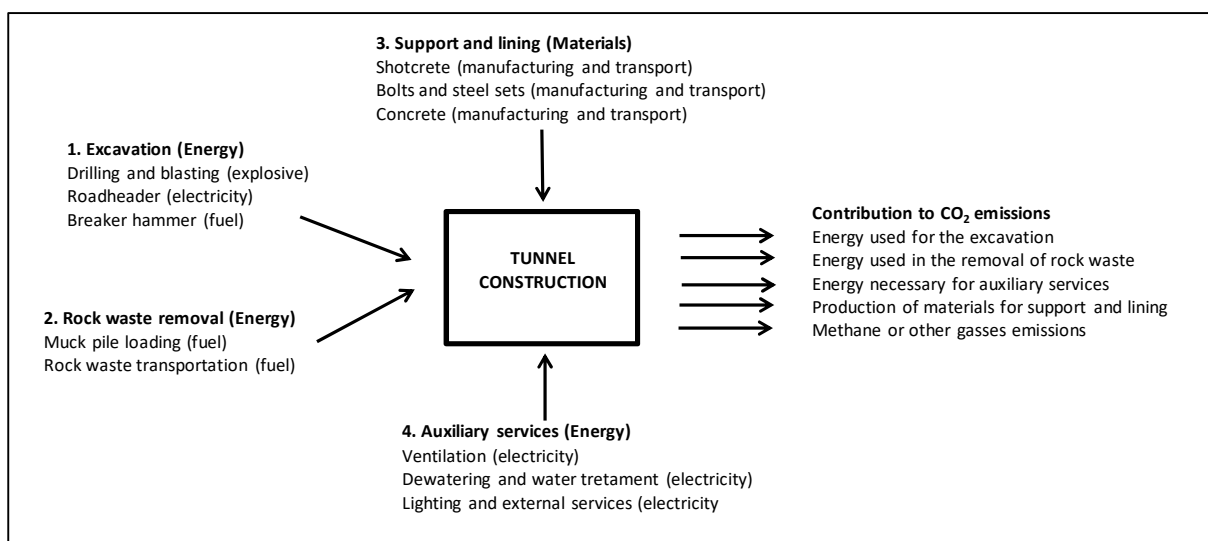 3. Support and lining (Materials)
Shotcrete (manufacturing and transport)
Bolts and steel sets (manufacturing and transport)
Concrete (manufacturing and transport)
1. Excavation (Energy)
Drilling and blasting (explosive)
Roadheader (electricity)
Breaker hammer (fuel)
2. Rock waste removal (Energy)
Muck pile loading (fuel)
Rock waste transportation (fuel)
TUNNEL
CONSTRUCTION
Contribution to CO₂ emissions
Energy used for the excavation
Energy used in the removal of rock waste
Energy necessary for auxiliary services
Production of materials for support and lining
Methane or other gasses emissions
4. Auxiliary services (Energy)
Ventilation (electricity)
Dewatering and water tretament (electricity)
Lighting and external services (electricity